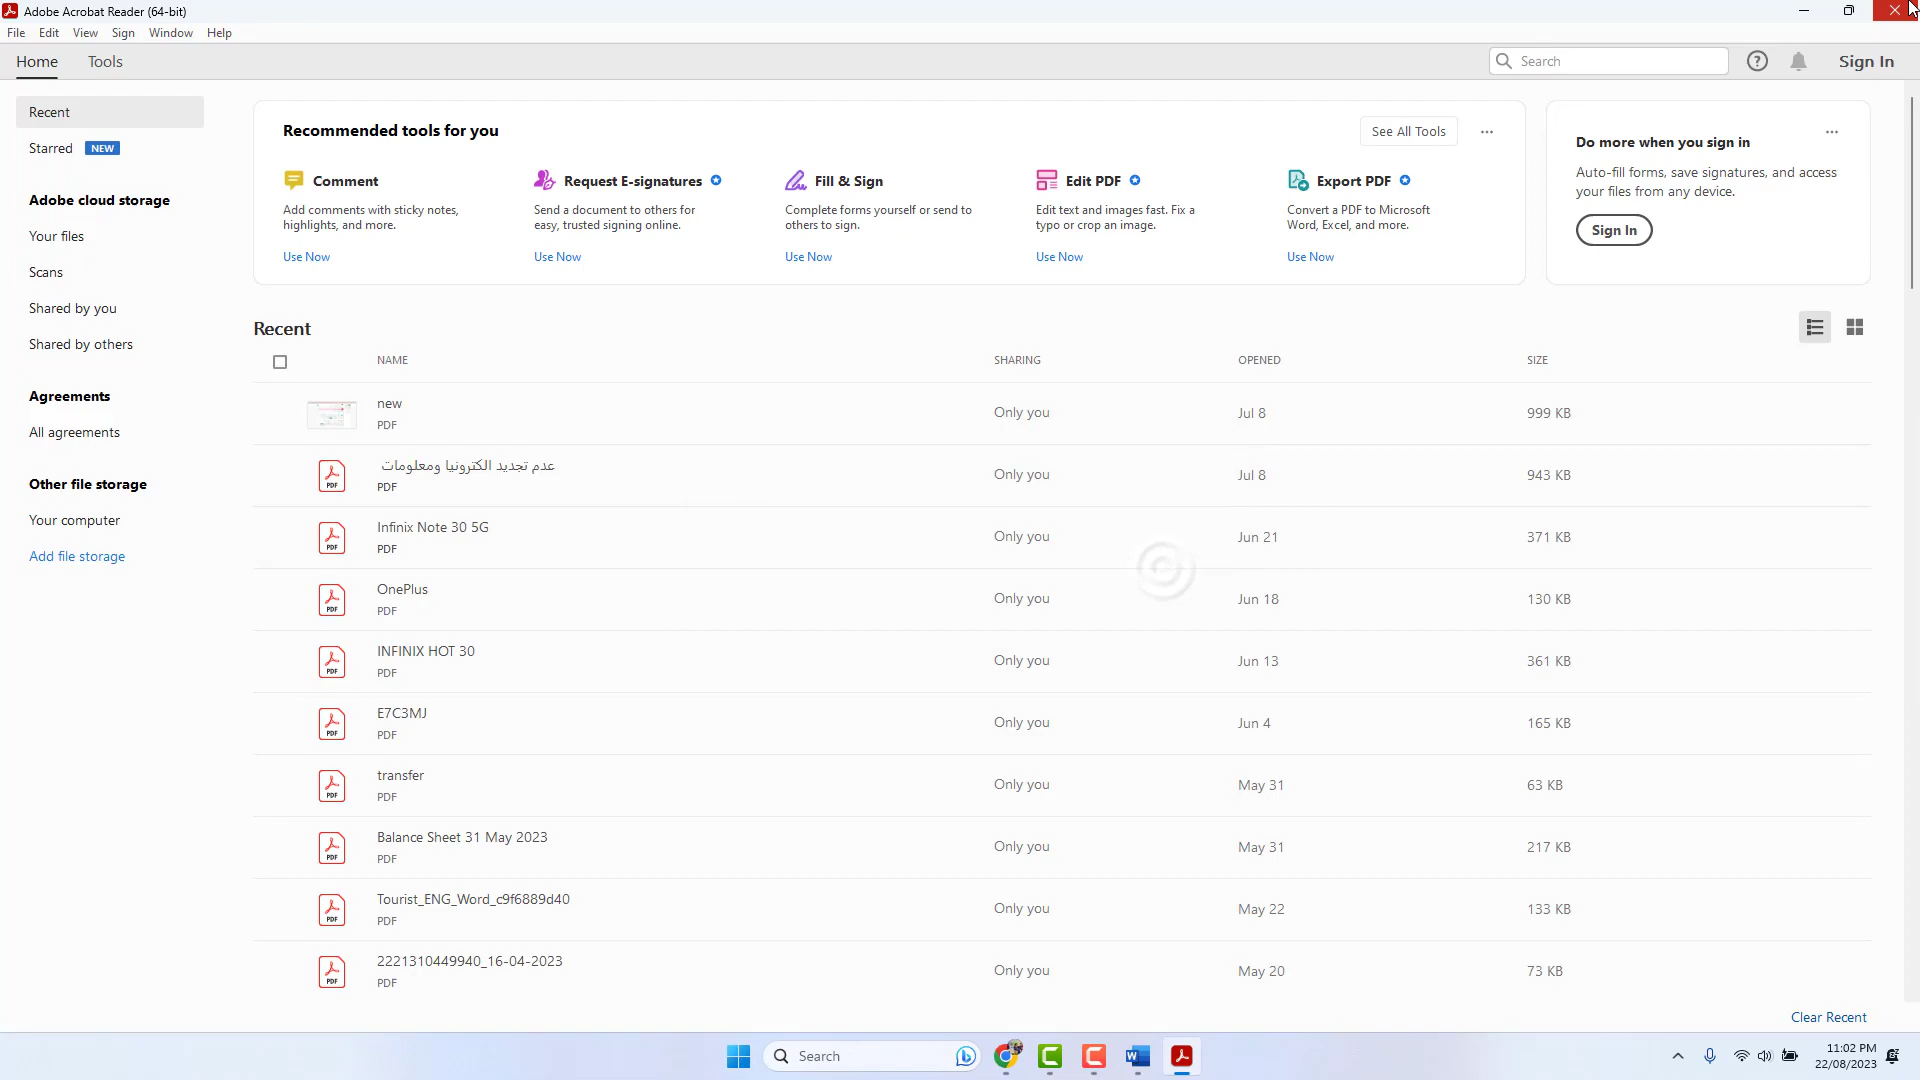 Adobe Acrobat Reader (64-bit)
File Edit View Sign Window Help
Home Tools Search Sign In
Recent
Starred NEW
Adobe cloud storage
Your files
Scans
Shared by you
Shared by others
Agreements
All agreements
Other file storage
Your computer
Add file storage
Recommended tools for you See All Tools
Comment
Add comments with sticky notes,
highlights, and more.
Use Now
Request E-signatures
Send a document to others for
easy, trusted signing online.
Use Now
Fill & Sign
Complete forms yourself or send to
others to sign.
Use Now
Edit PDF
Edit text and images fast. Fix a
typo or crop an image.
Use Now
Export PDF
Convert a PDF to Microsoft
Word, Excel, and more.
Use Now
Do more when you sign in
Auto-fill forms, save signatures, and access
your files from any device.
Sign In
Recent
NAME SHARING OPENED SIZE
new Only you Jul 8 999 KB
PDF
عدم تجديد الكترونيا ومعلومات Only you Jul 8 943 KB
PDF
Infinix Note 30 5G Only you Jun 21 371 KB
PDF
OnePlus Only you Jun 18 130 KB
PDF
INFINIX HOT 30 Only you Jun 13 361 KB
PDF
E7C3MJ Only you Jun 4 165 KB
PDF
transfer Only you May 31 63 KB
PDF
Balance Sheet 31 May 2023 Only you May 31 217 KB
PDF
Tourist_ENG_Word_c9f6889d40 Only you May 22 133 KB
PDF
2221310449940_16-04-2023 Only you May 20 73 KB
PDF
Clear Recent
Search
11:02 PM
22/08/2023